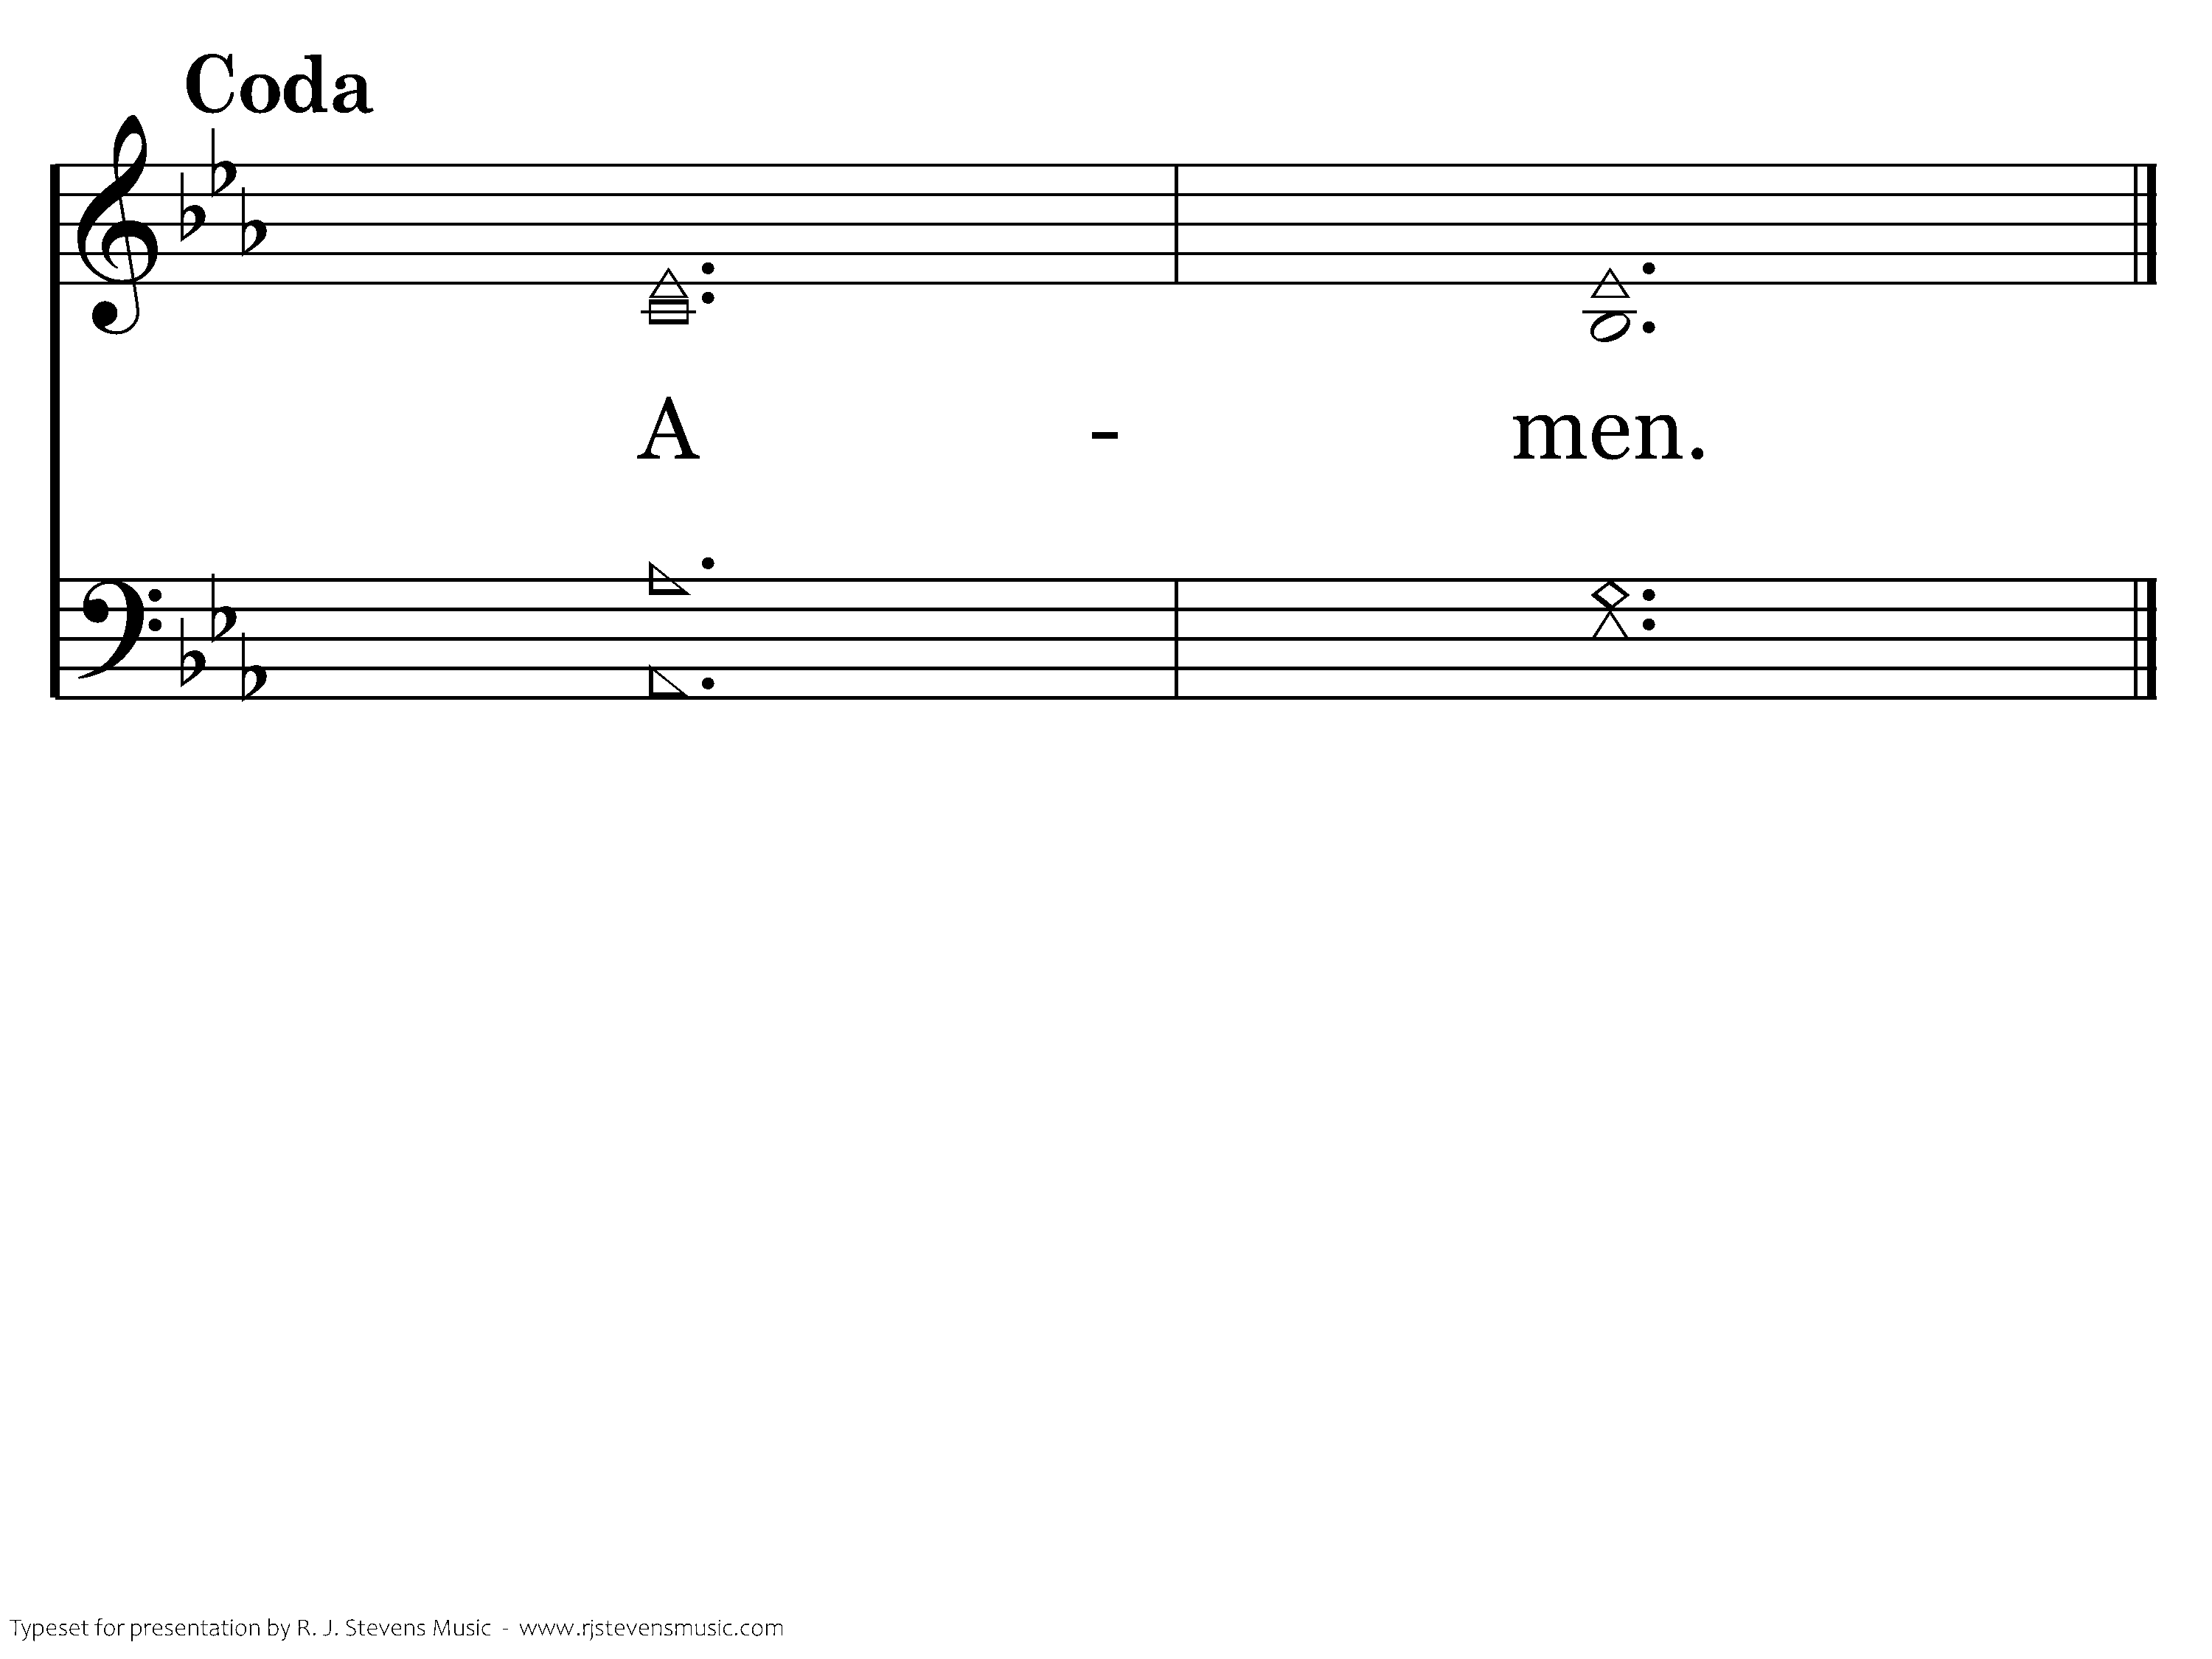 Coda
A - men.
Typeset for presentation by R. J. Stevens Music - www.rjstevensmusic.com